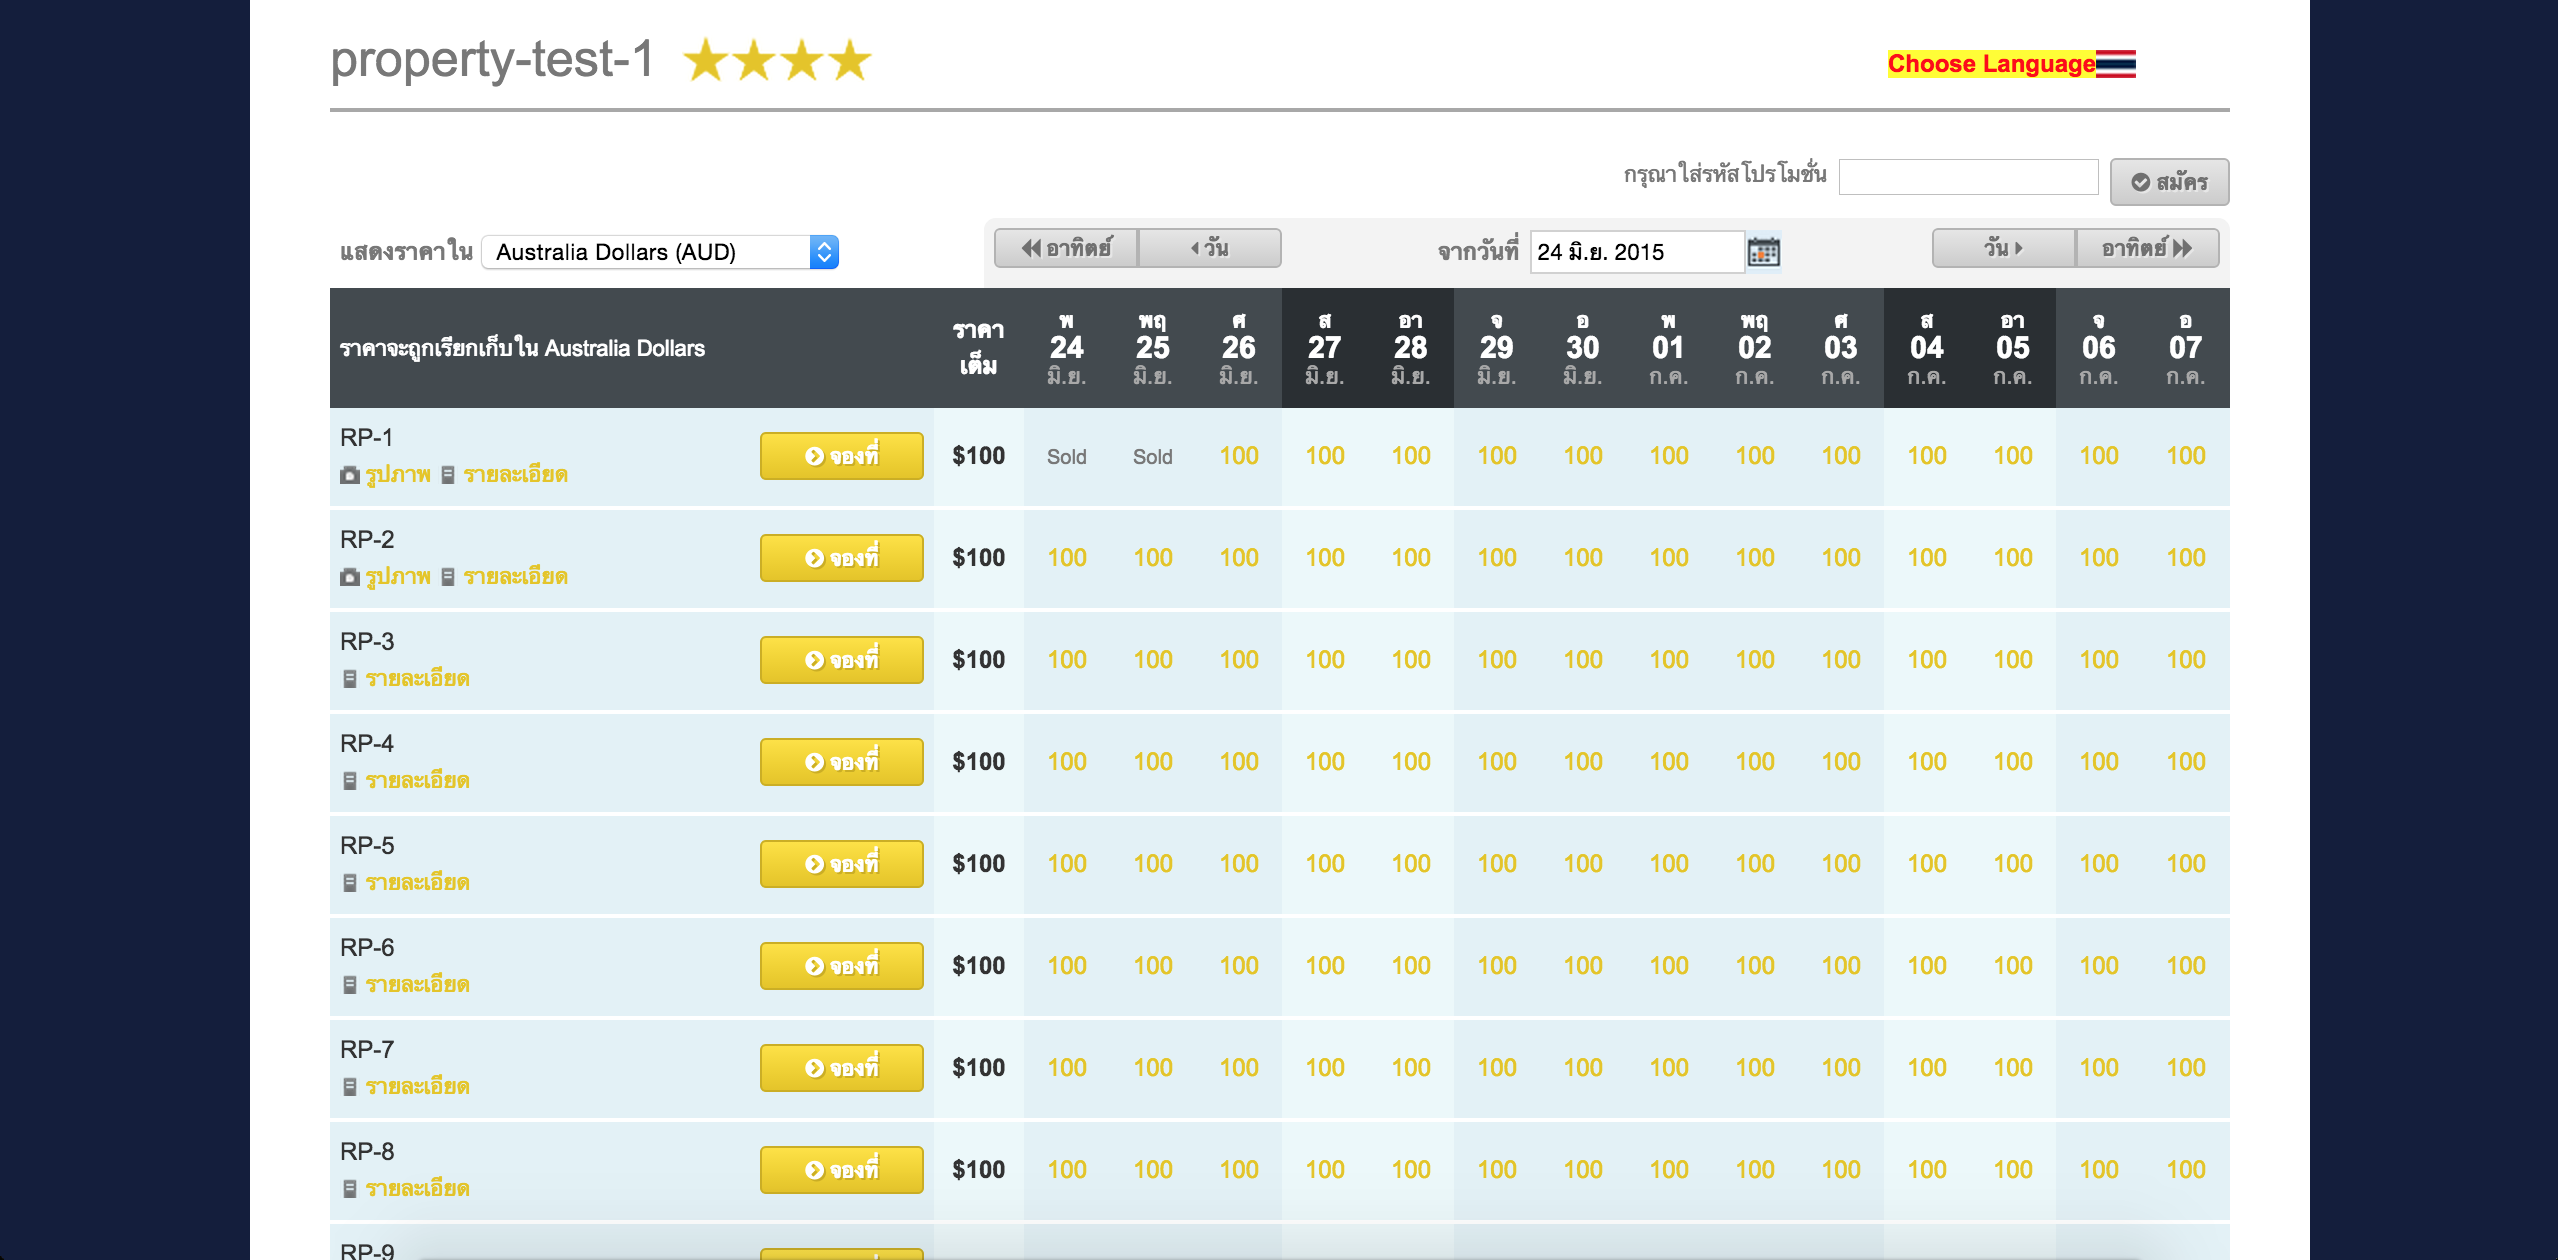 property-test-1
Choose Language
กรุณาใส่รหัสโปรโมชั่น สมัคร
แสดงราคาใน Australia Dollars (AUD) อาทิตย์ วัน จากวันที่ 24 มิ.ย. 2015 วัน อาทิตย์
ราคาจะถูกเรียกเก็บใน Australia Dollars ราคาเต็ม พ 24 มิ.ย. พฤ 25 มิ.ย. ศ 26 มิ.ย. ส 27 มิ.ย. อา 28 มิ.ย. จ 29 มิ.ย. อ 30 มิ.ย. พ 01 ก.ค. พฤ 02 ก.ค. ศ 03 ก.ค. ส 04 ก.ค. อา 05 ก.ค. จ 06 ก.ค. อ 07 ก.ค.
RP-1
รูปภาพ รายละเอียด
จองที่ $100 Sold Sold 100 100 100 100 100 100 100 100 100 100 100 100
RP-2
รูปภาพ รายละเอียด
จองที่ $100 100 100 100 100 100 100 100 100 100 100 100 100 100 100
RP-3
รายละเอียด
จองที่ $100 100 100 100 100 100 100 100 100 100 100 100 100 100 100
RP-4
รายละเอียด
จองที่ $100 100 100 100 100 100 100 100 100 100 100 100 100 100 100
RP-5
รายละเอียด
จองที่ $100 100 100 100 100 100 100 100 100 100 100 100 100 100 100
RP-6
รายละเอียด
จองที่ $100 100 100 100 100 100 100 100 100 100 100 100 100 100 100
RP-7
รายละเอียด
จองที่ $100 100 100 100 100 100 100 100 100 100 100 100 100 100 100
RP-8
รายละเอียด
จองที่ $100 100 100 100 100 100 100 100 100 100 100 100 100 100 100
RP-9